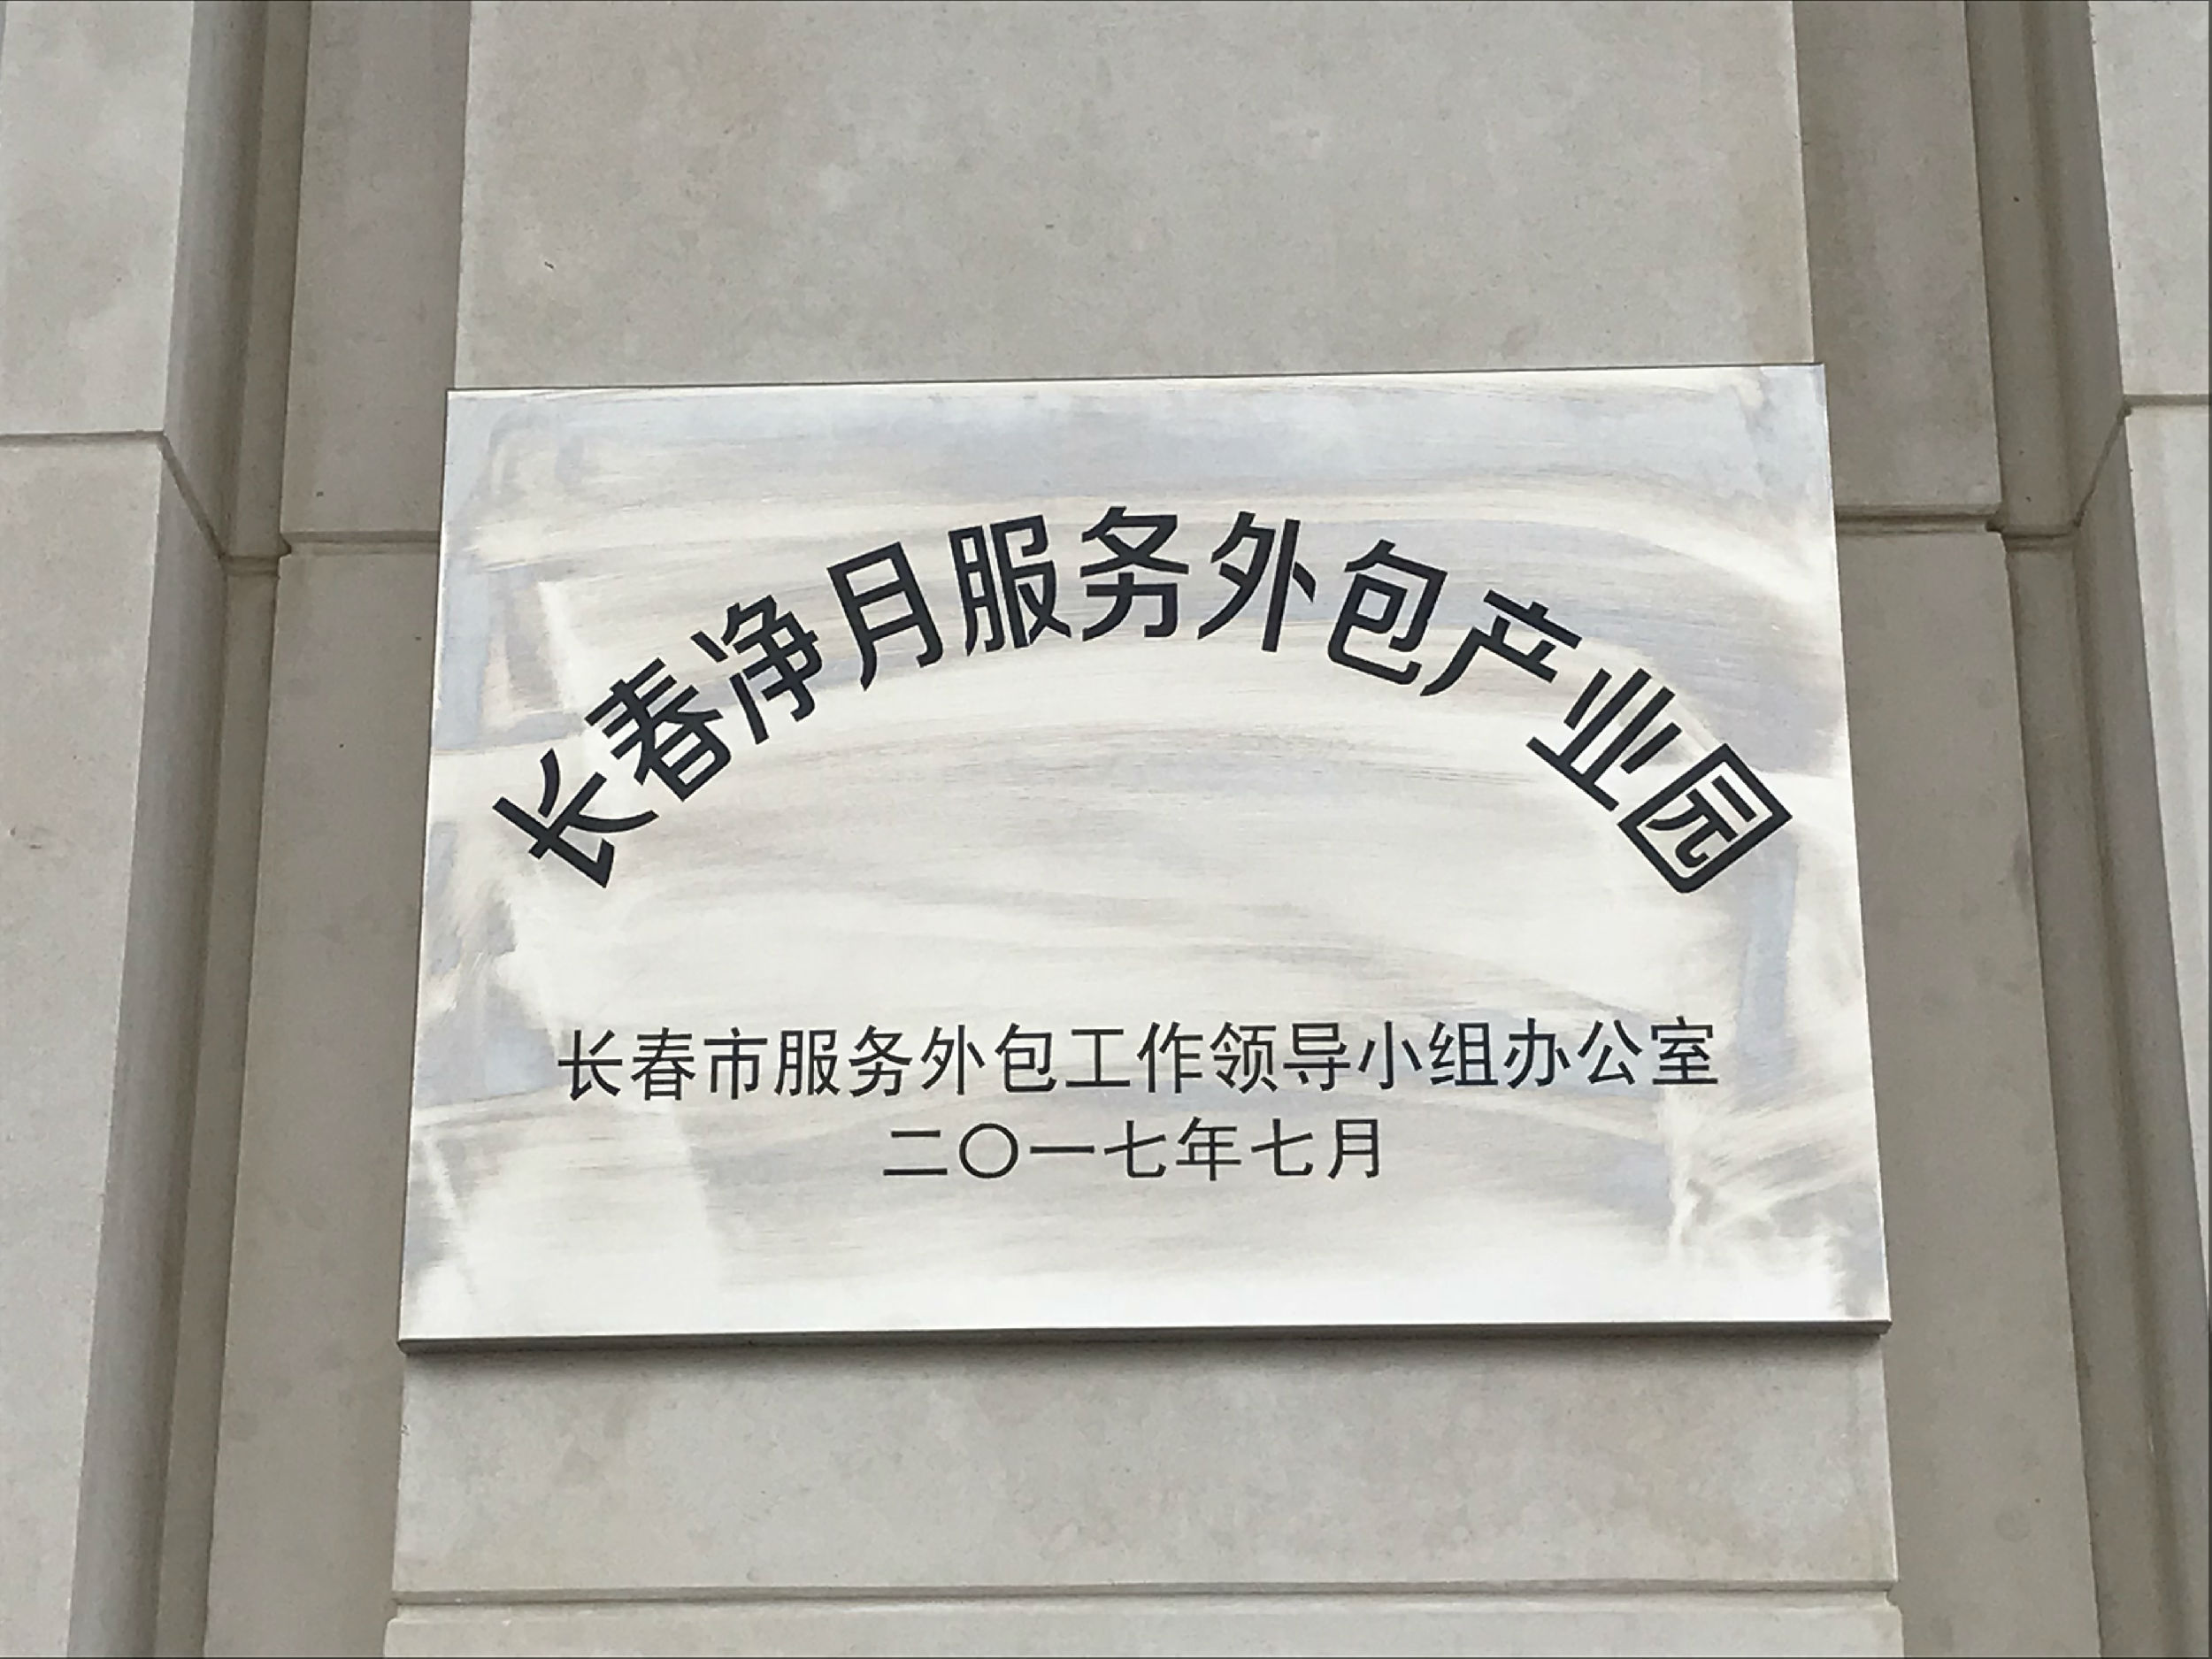 长春净月服务外包产业园
长春市服务外包工作领导小组办公室
二〇一七年七月